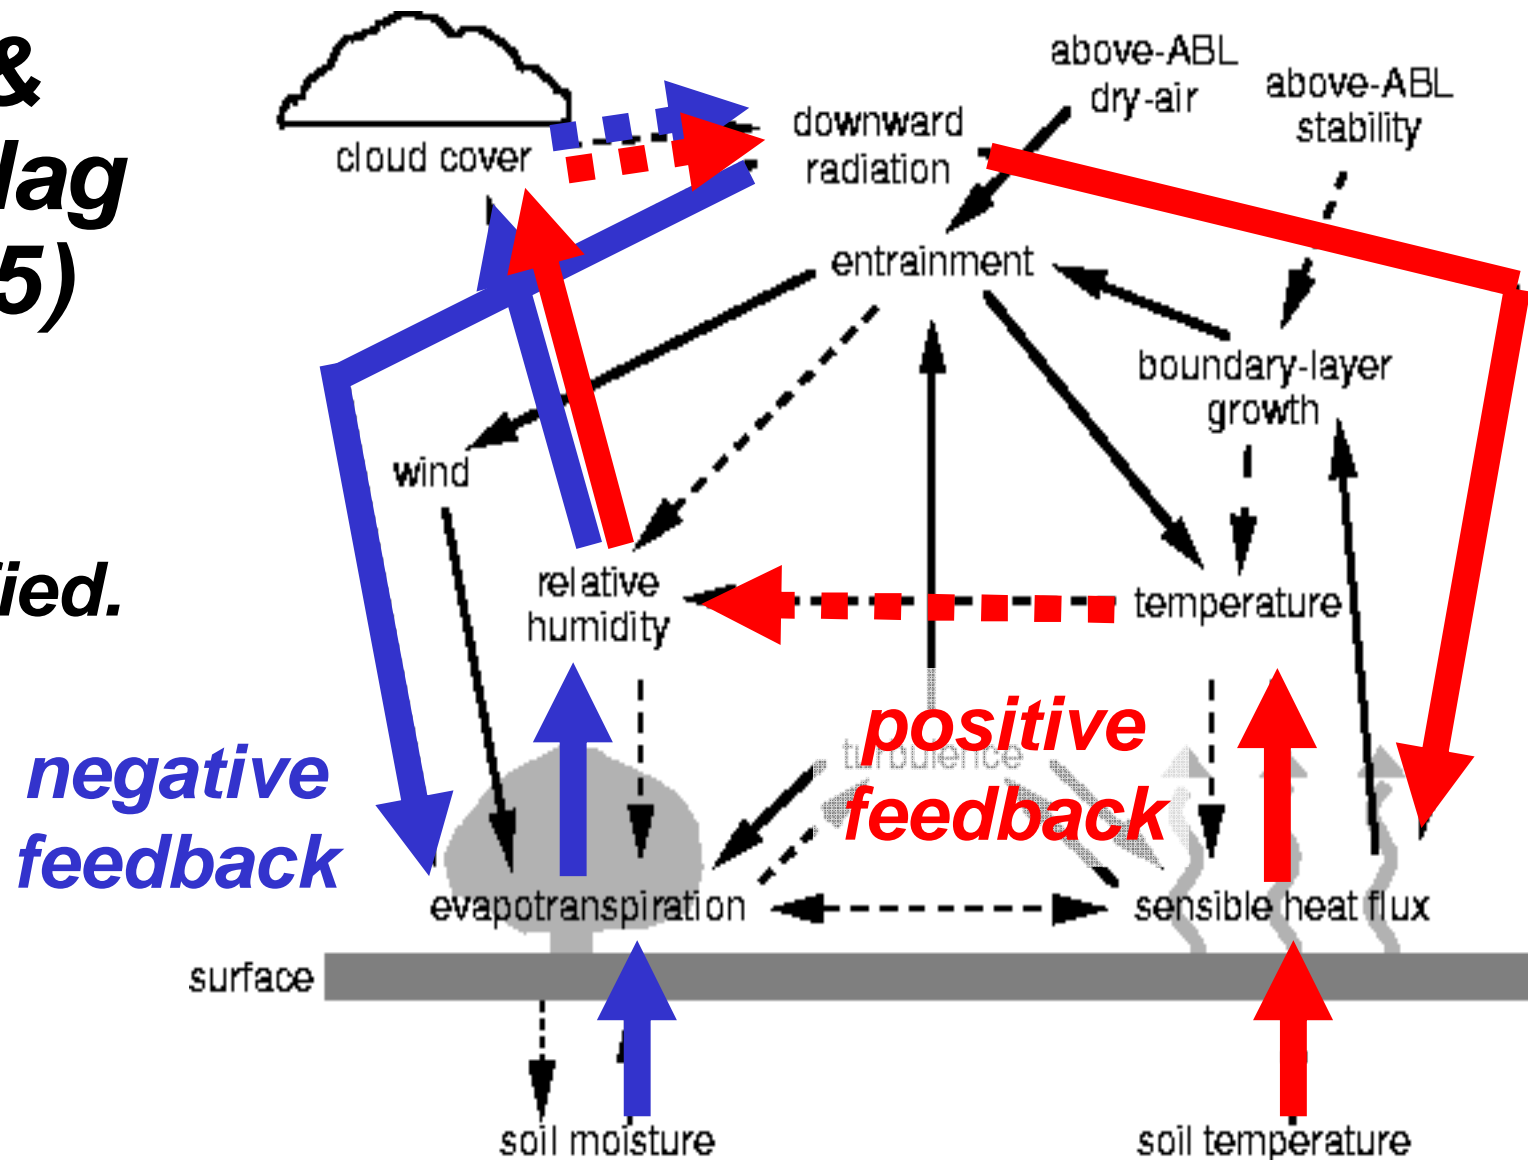 &
lag
5)
ied.
cloud cover
downward
radiation
above-ABL
dry-air
above-ABL
stability
entrainment
boundary-layer
growth
wind
relative
humidity
temperature
negative
feedback
turbulence
positive
feedback
evapotranspiration
sensible heat flux
surface
soil moisture
soil temperature